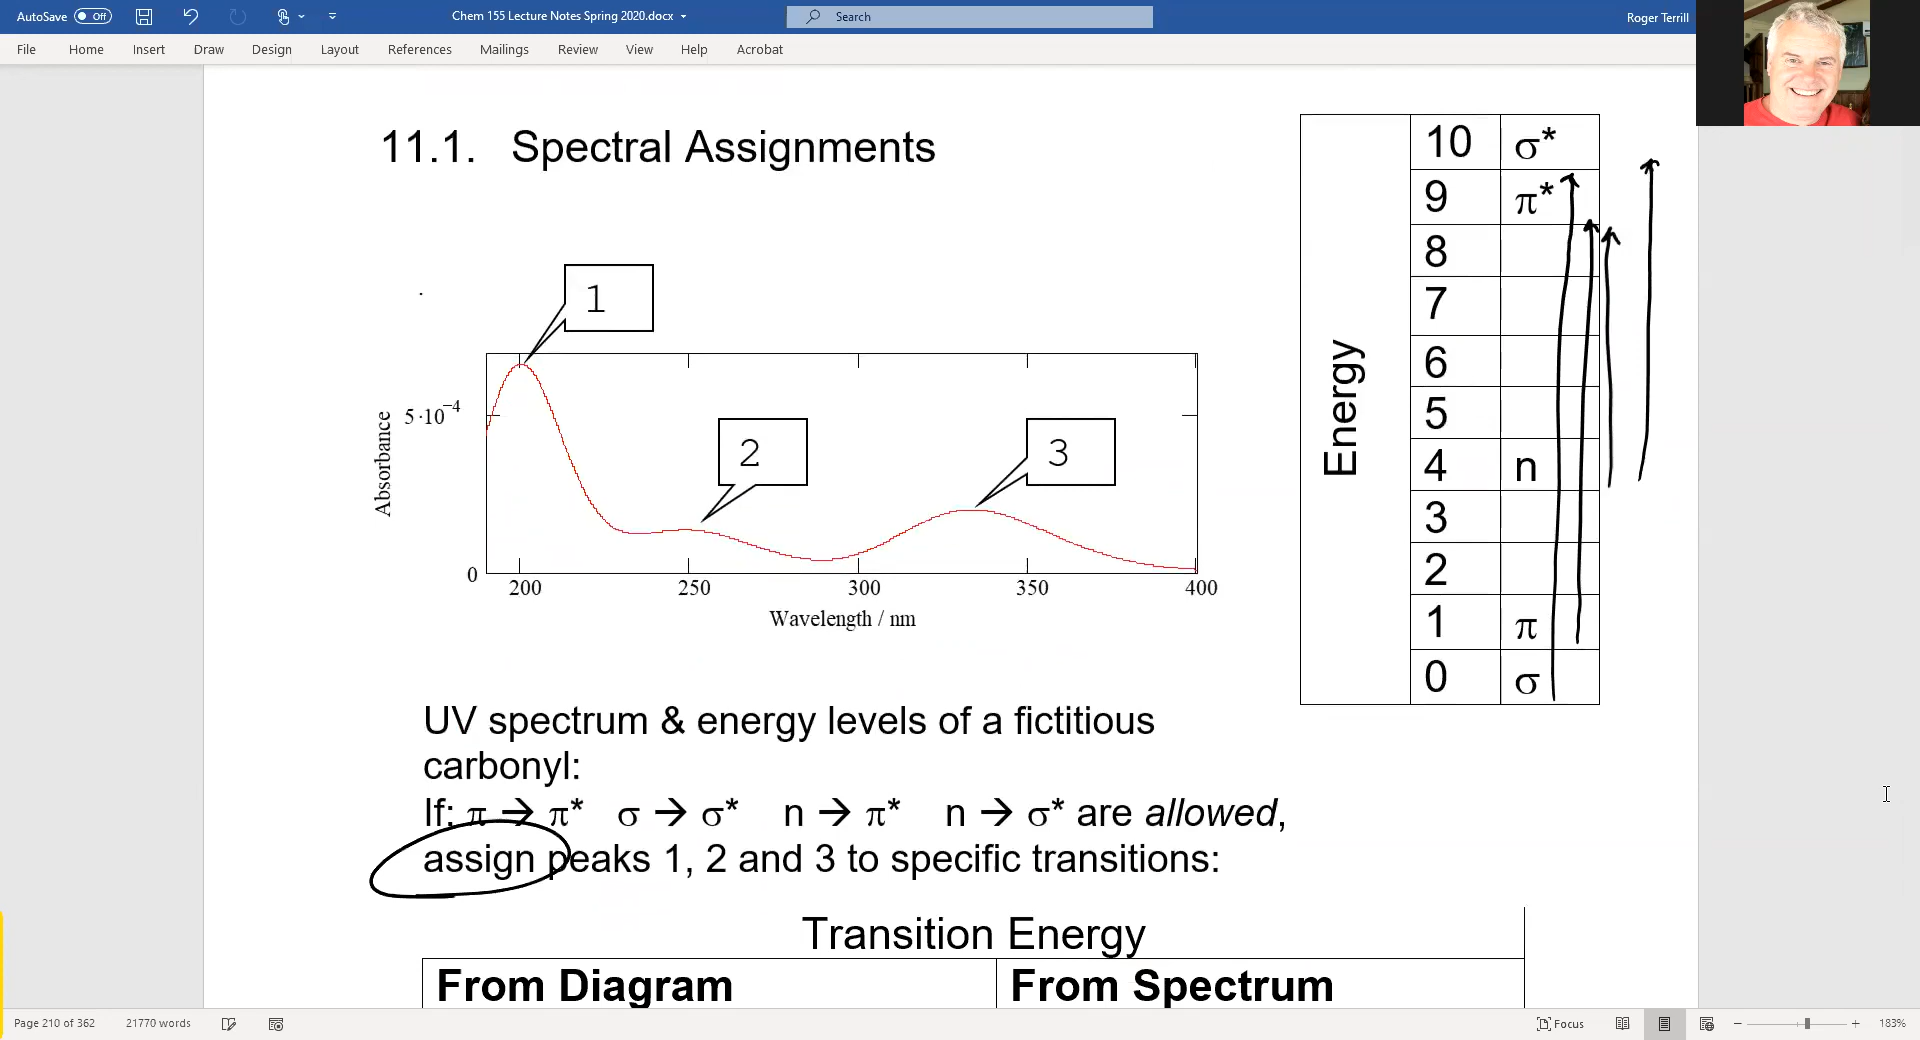 AutoSave Off Chem 155 Lecture Notes Spring 2020.docx Search Roger Terrill
File Home Insert Draw Design Layout References Mailings Review View Help Acrobat
11.1. Spectral Assignments
1
2
3
Absorbance
5·10⁻⁴
0
200 250 300 350 400
Wavelength / nm
Energy
10 σ*
9 π*
8
7
6
5
4 n
3
2
1 π
0 σ
UV spectrum & energy levels of a fictitious
carbonyl:
If: π → π* σ → σ* n → π* n → σ* are allowed,
assign peaks 1, 2 and 3 to specific transitions:
Transition Energy
From Diagram From Spectrum
Page 210 of 362 21770 words Focus 183%